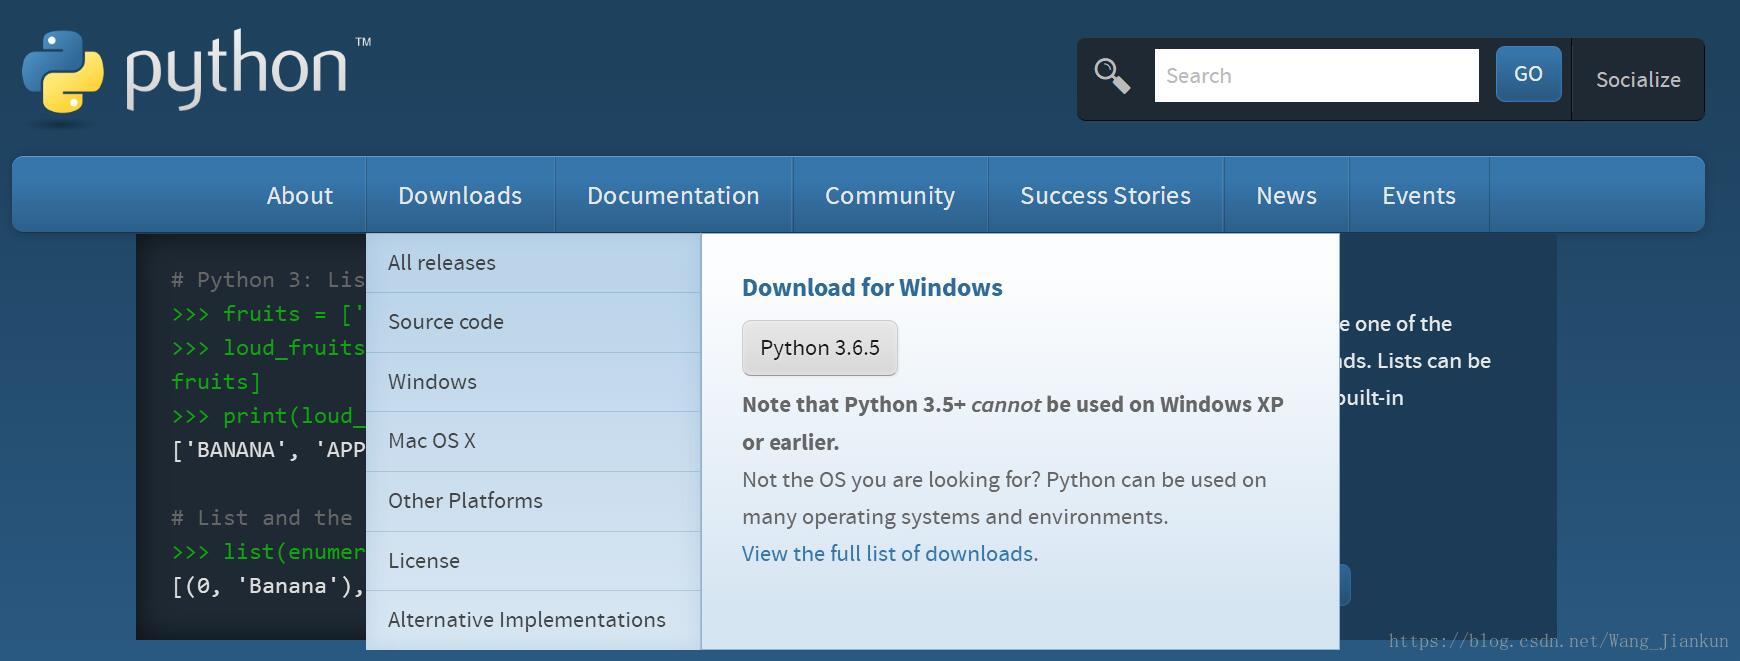 python™
Search
GO
Socialize
About
Downloads
Documentation
Community
Success Stories
News
Events
# Python 3: Lis
>>> fruits = ['
>>> loud_fruits
fruits]
>>> print(loud_
['BANANA', 'APP
# List and the
>>> list(enumer
[(0, 'Banana'),
All releases
Source code
Windows
Mac OS X
Other Platforms
License
Alternative Implementations
Download for Windows
Python 3.6.5
Note that Python 3.5+ cannot be used on Windows XP
or earlier.
Not the OS you are looking for? Python can be used on
many operating systems and environments.
View the full list of downloads.
e one of the
ds. Lists can be
built-in
https://blog.csdn.net/Wang_Jiankun